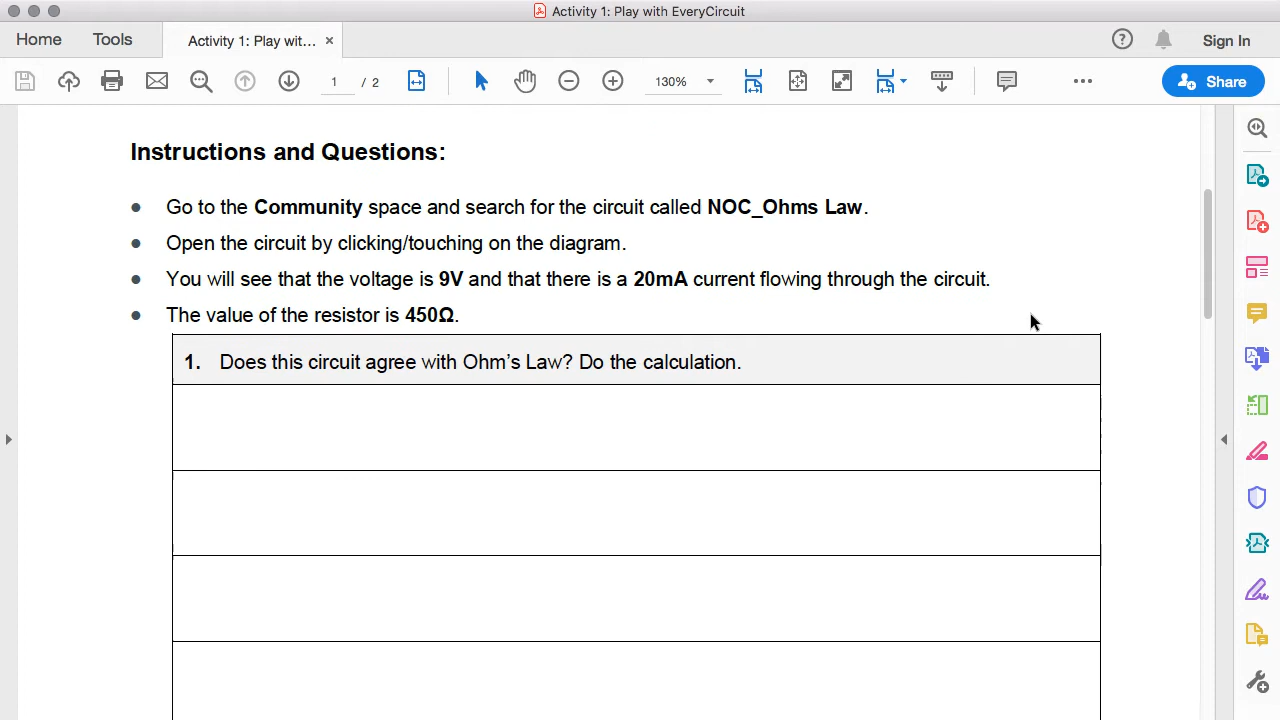 Activity 1: Play with EveryCircuit
Home Tools Activity 1: Play wit... × Sign In
1 / 2 130% Share
Instructions and Questions:
• Go to the Community space and search for the circuit called NOC_Ohms Law.
• Open the circuit by clicking/touching on the diagram.
• You will see that the voltage is 9V and that there is a 20mA current flowing through the circuit.
• The value of the resistor is 450Ω.
1. Does this circuit agree with Ohm's Law? Do the calculation.